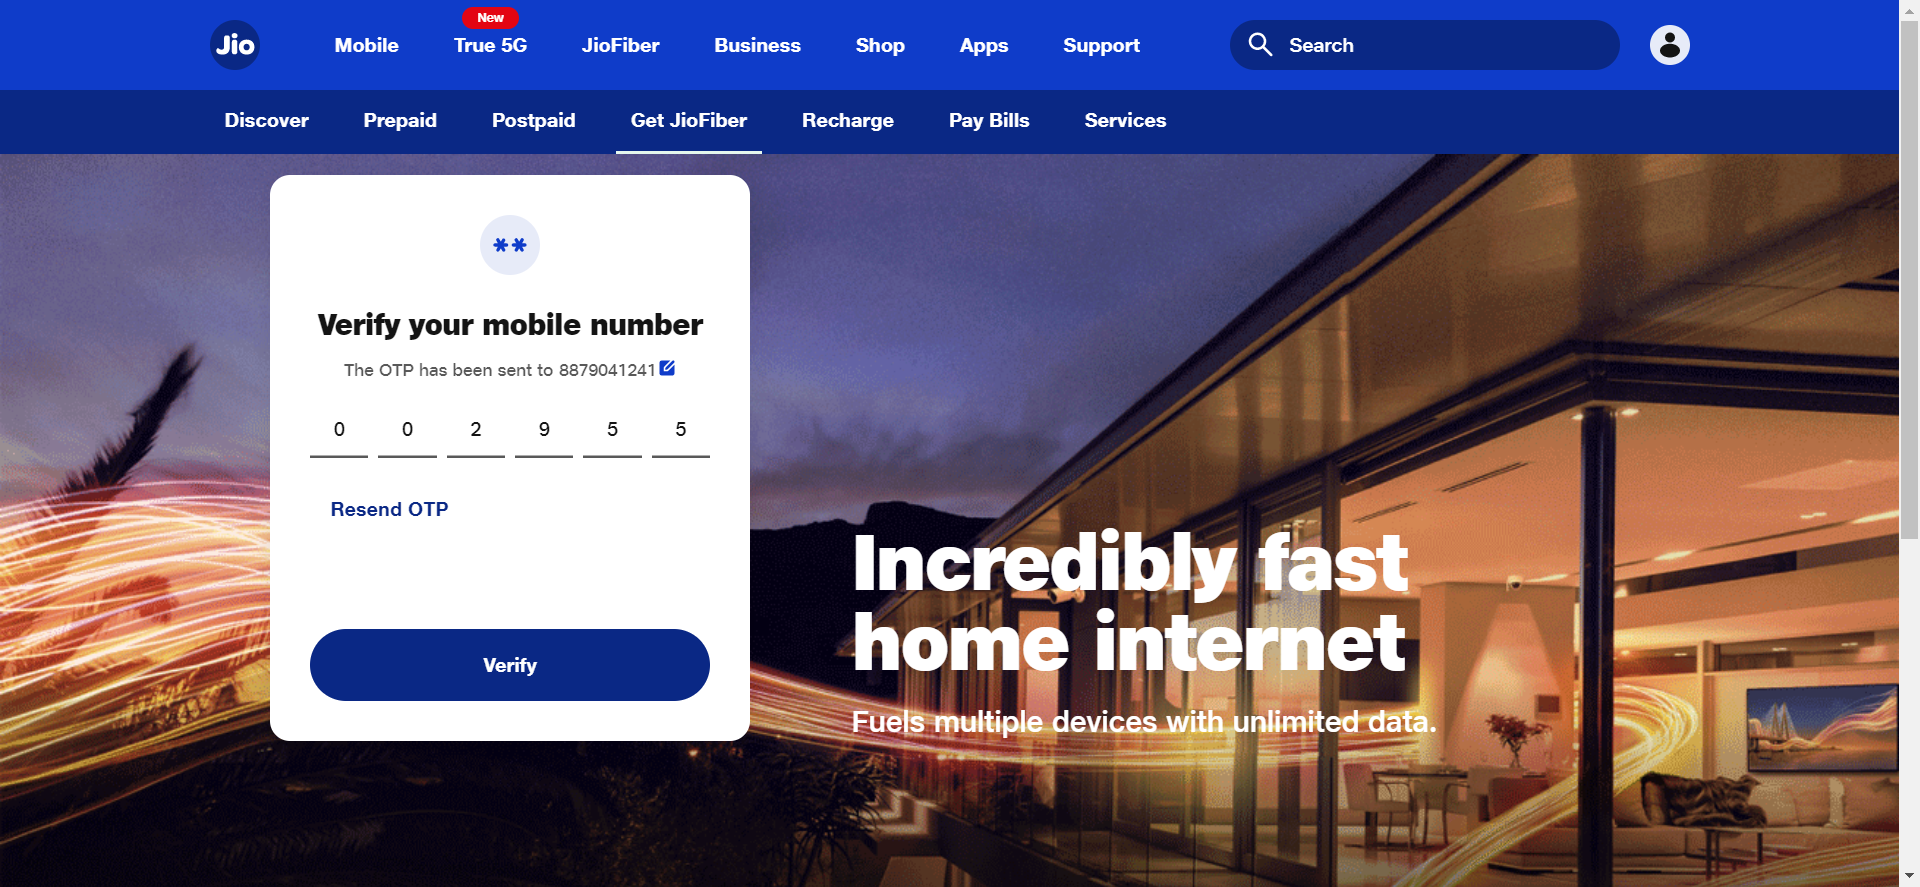 Jio
Mobile
New
True 5G
JioFiber
Business
Shop
Apps
Support
Search
Discover
Prepaid
Postpaid
Get JioFiber
Recharge
Pay Bills
Services
**
Verify your mobile number
The OTP has been sent to 8879041241
0 0 2 9 5 5
Resend OTP
Verify
Incredibly fast
home internet
Fuels multiple devices with unlimited data.